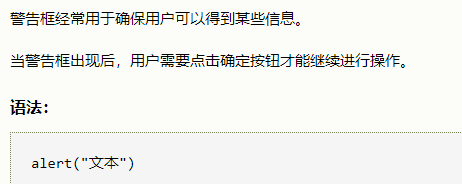 警告框经常用于确保用户可以得到某些信息。
当警告框出现后，用户需要点击确定按钮才能继续进行操作。
语法：
alert("文本")